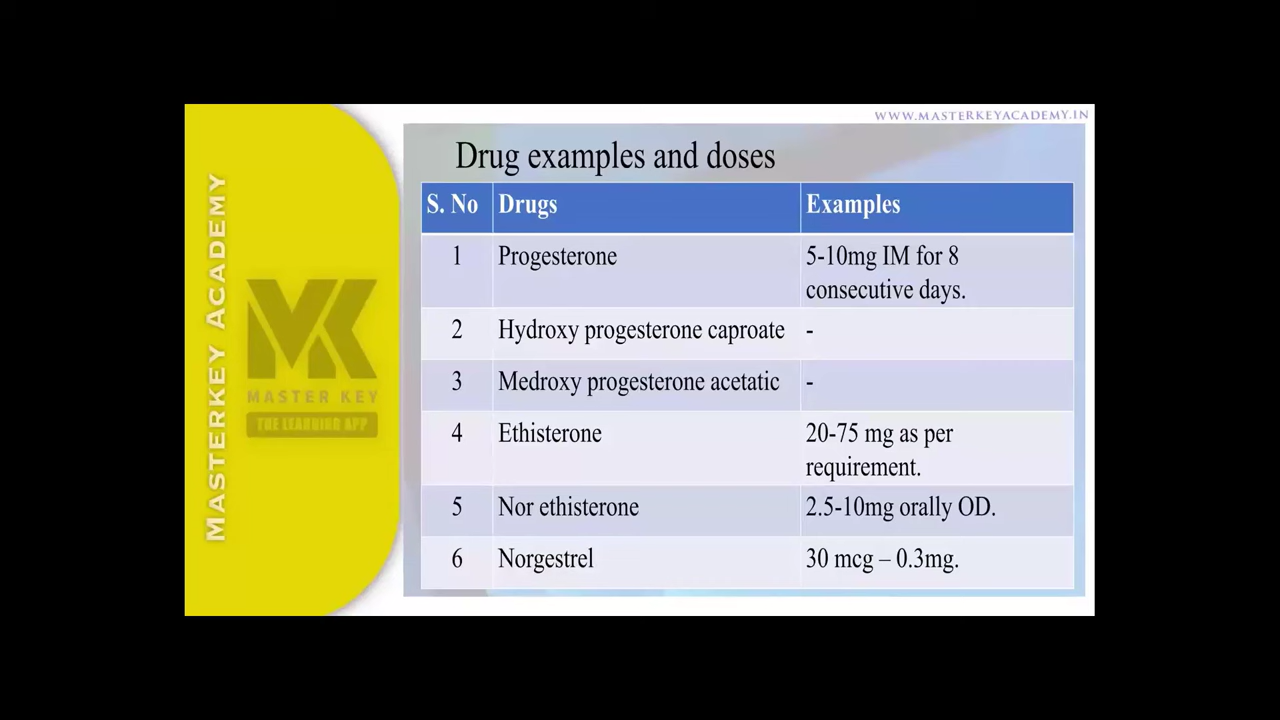 WWW.MASTERKEYACADEMY.IN
MASTERKEY ACADEMY
MK
MASTER KEY
THE LEARNING APP
Drug examples and doses
S. No Drugs Examples
1 Progesterone 5-10mg IM for 8
consecutive days.
2 Hydroxy progesterone caproate -
3 Medroxy progesterone acetatic -
4 Ethisterone 20-75 mg as per
requirement.
5 Nor ethisterone 2.5-10mg orally OD.
6 Norgestrel 30 mcg – 0.3mg.